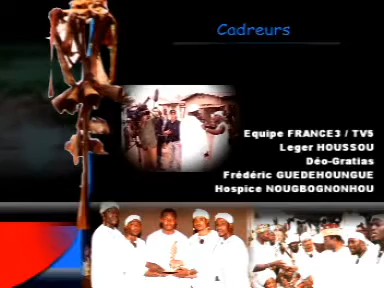 Cadreurs
Equipe FRANCE3 / TV5
Leger HOUSSOU
Déo-Gratias
Frédéric GUEDEHOUNGUE
Hospice NOUGBOGNONHOU